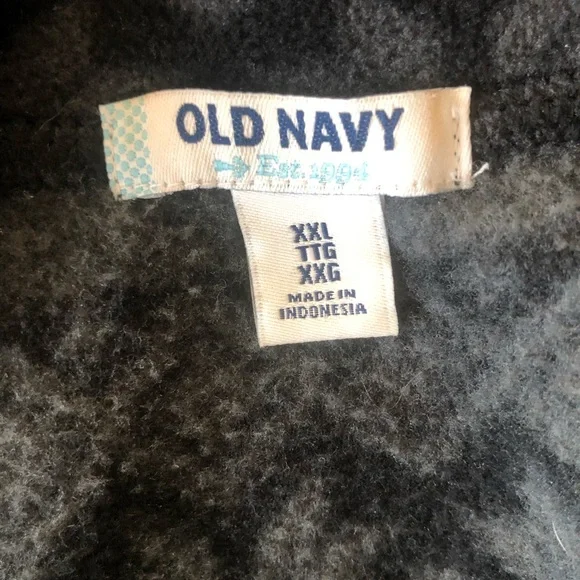 OLD NAVY
Est. 1994
XXL
TTG
XXG
MADE IN
INDONESIA